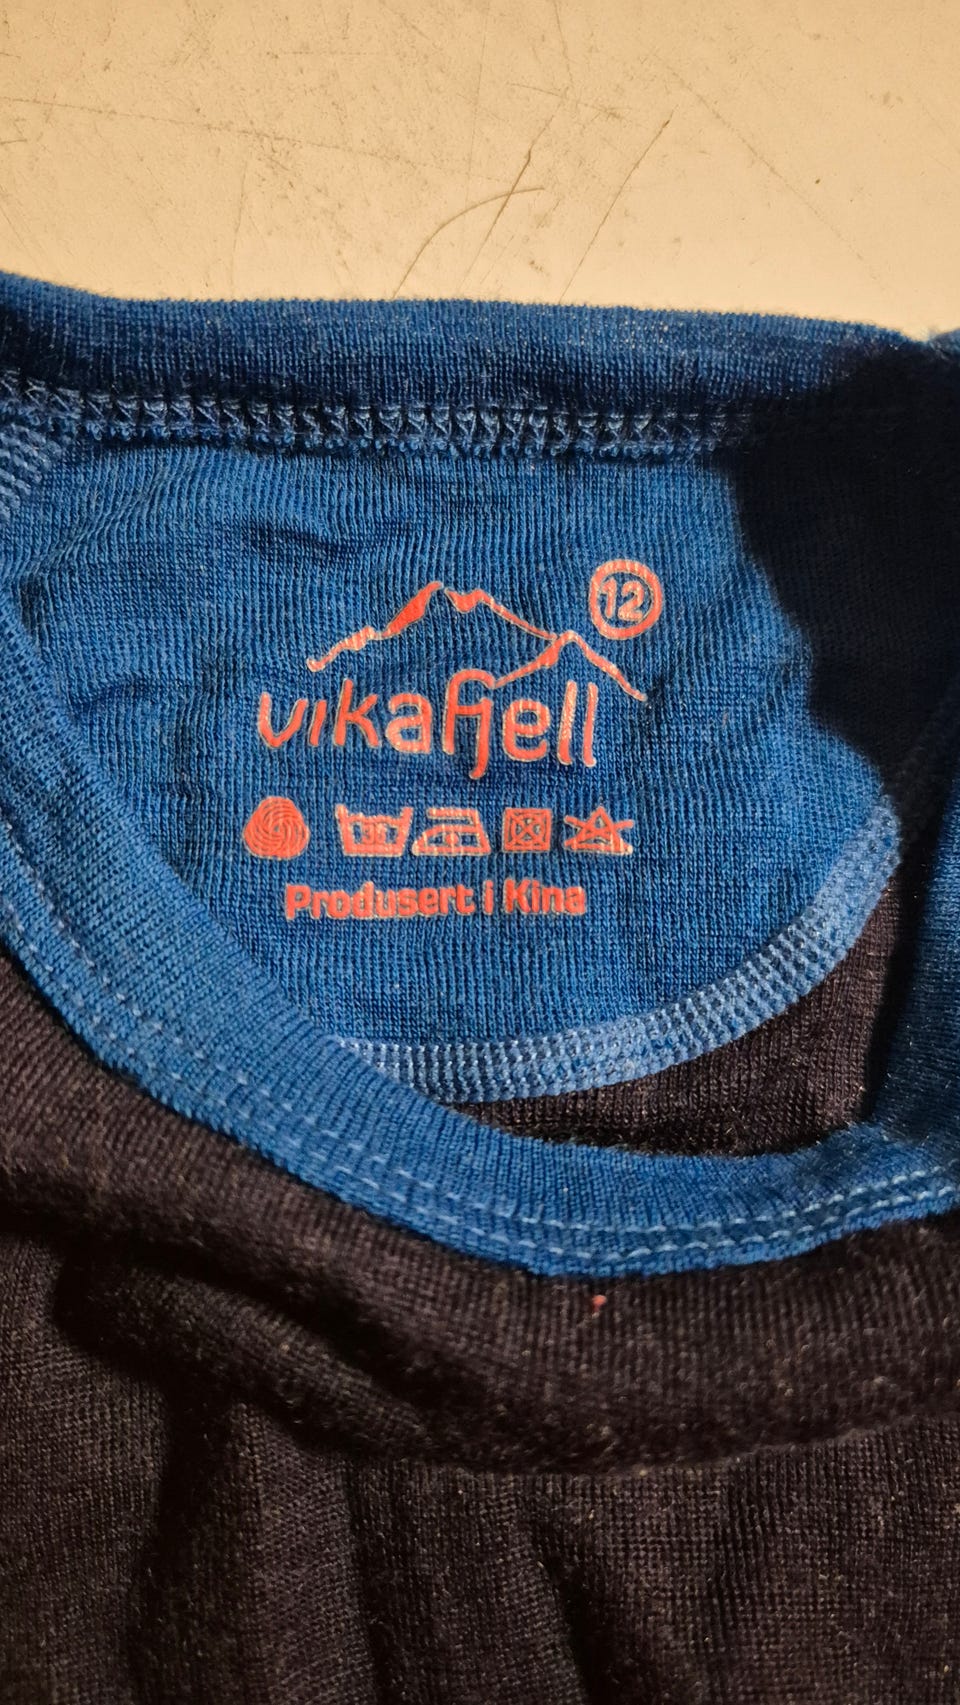 12
vikafjell
30
Produsert i Kina